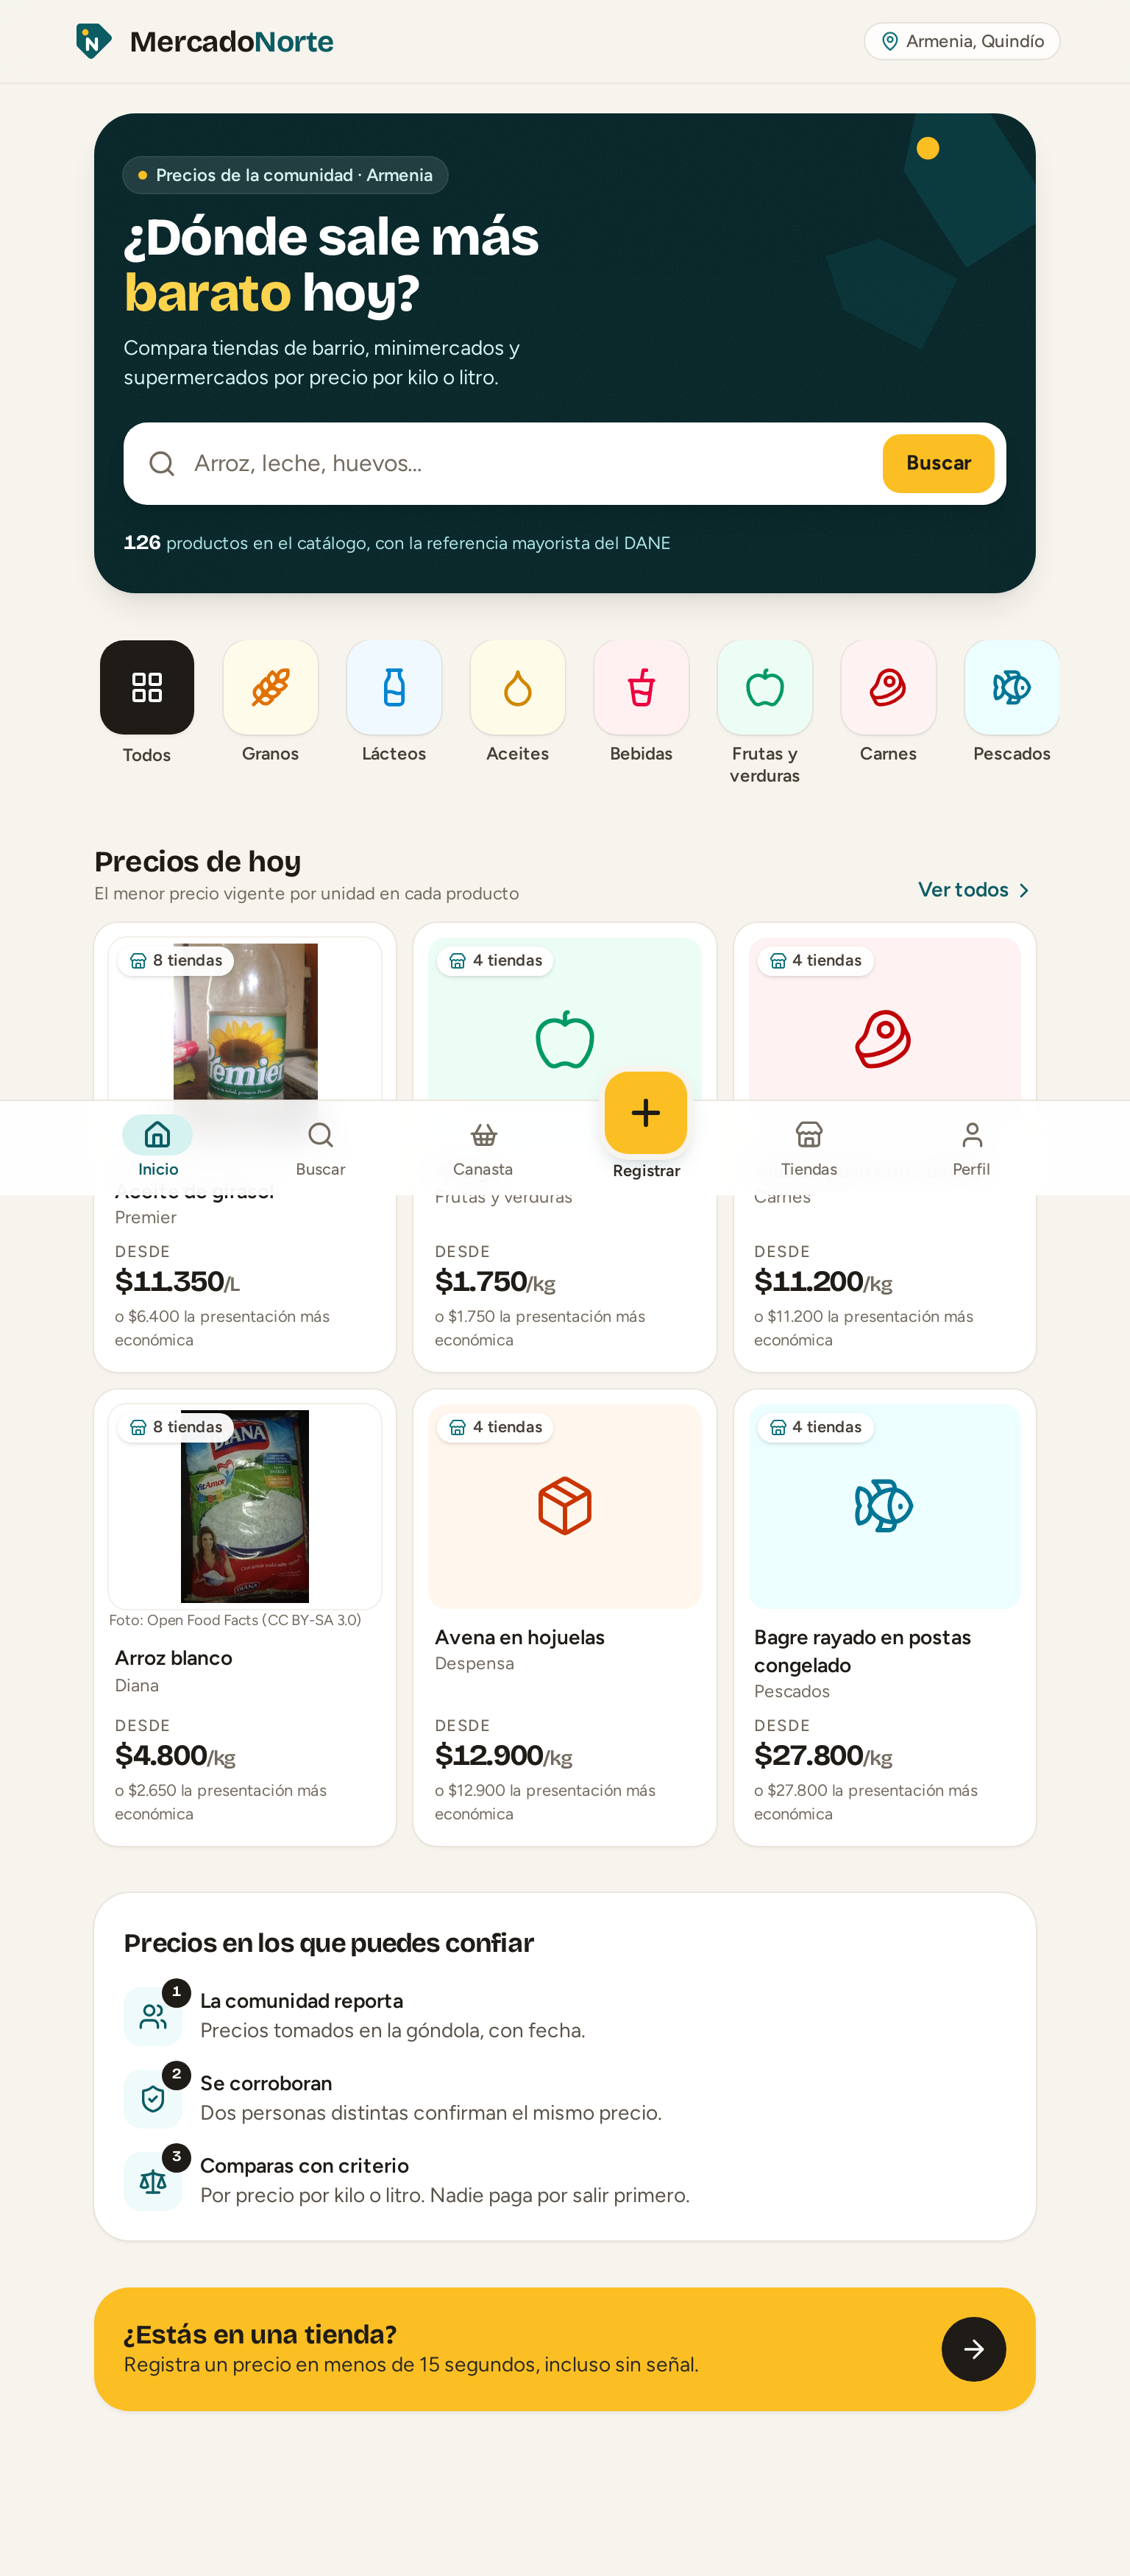 N
MercadoNorte
Armenia, Quindío
Precios de la comunidad · Armenia
¿Dónde sale más
barato hoy?
Compara tiendas de barrio, minimercados y
supermercados por precio por kilo o litro.
Arroz, leche, huevos...
Buscar
126 productos en el catálogo, con la referencia mayorista del DANE
Todos
Granos
Lácteos
Aceites
Bebidas
Frutas y
verduras
Carnes
Pescados
Precios de hoy
El menor precio vigente por unidad en cada producto
Ver todos
8 tiendas
Premier
4 tiendas
4 tiendas
Inicio
Buscar
Canasta
Registrar
Tiendas
Perfil
Aceite de girasol
Premier
DESDE
$11.350/L
o $6.400 la presentación más
económica
Frutas y verduras
DESDE
$1.750/kg
o $1.750 la presentación más
económica
Carnes
DESDE
$11.200/kg
o $11.200 la presentación más
económica
8 tiendas
DIANA
VitAmor
DIANA
Foto: Open Food Facts (CC BY-SA 3.0)
Arroz blanco
Diana
DESDE
$4.800/kg
o $2.650 la presentación más
económica
4 tiendas
Avena en hojuelas
Despensa
DESDE
$12.900/kg
o $12.900 la presentación más
económica
4 tiendas
Bagre rayado en postas
congelado
Pescados
DESDE
$27.800/kg
o $27.800 la presentación más
económica
Precios en los que puedes confiar
1
La comunidad reporta
Precios tomados en la góndola, con fecha.
2
Se corroboran
Dos personas distintas confirman el mismo precio.
3
Comparas con criterio
Por precio por kilo o litro. Nadie paga por salir primero.
¿Estás en una tienda?
Registra un precio en menos de 15 segundos, incluso sin señal.